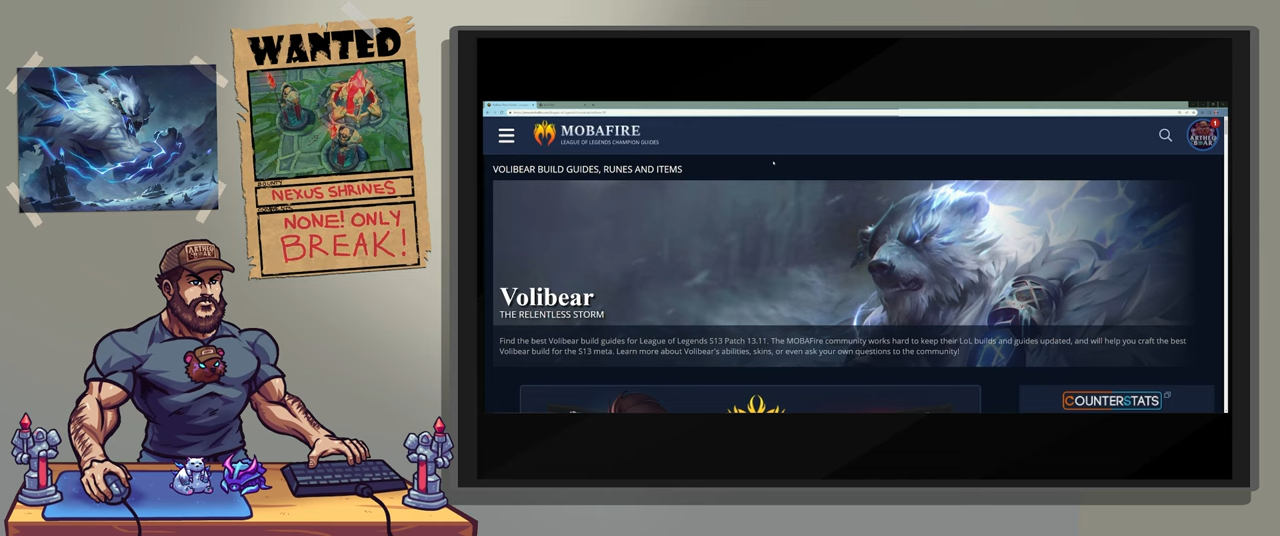 WANTED
NEXUS SHRINES
NONE! ONLY
BREAK!
ARTHEO
BOAR
MOBAFIRE
LEAGUE OF LEGENDS CHAMPION GUIDES
1
VOLIBEAR BUILD GUIDES, RUNES AND ITEMS
Volibear
THE RELENTLESS STORM
Find the best Volibear build guides for League of Legends S13 Patch 13.11. The MOBAFire community works hard to keep their LoL builds and guides updated, and will help you craft the best
Volibear build for the S13 meta. Learn more about Volibear's abilities, skins, or even ask your own questions to the community!
COUNTERSTATS